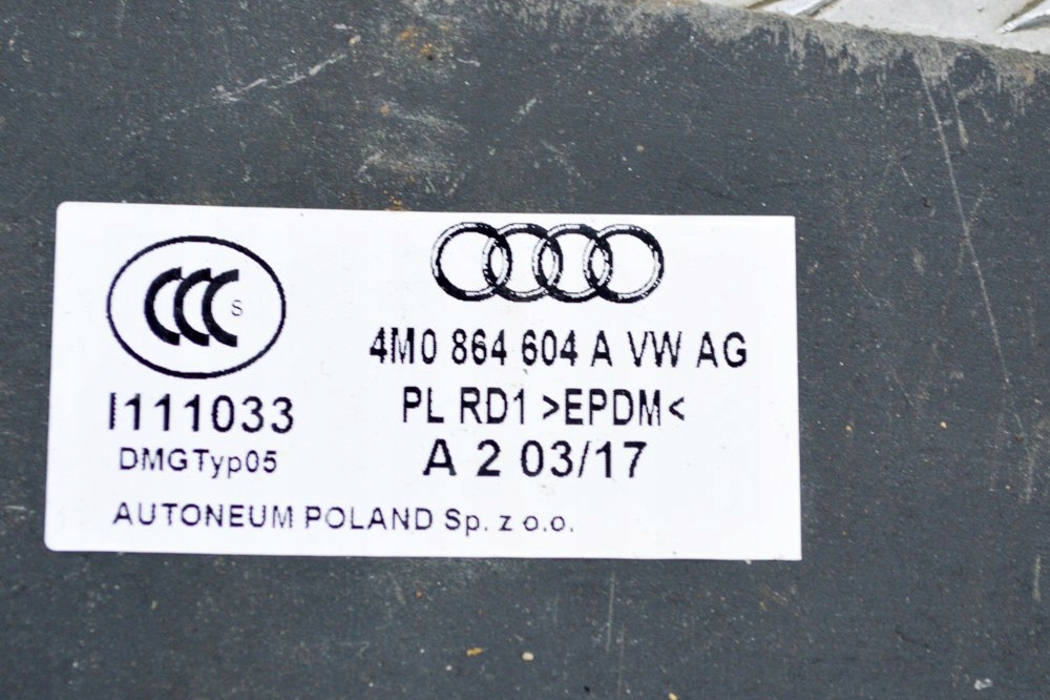 CCC S
I111033
DMGTyp05
4M0 864 604 A VW AG
PL RD1 >EPDM<
A 2 03/17
AUTONEUM POLAND Sp. z o.o.